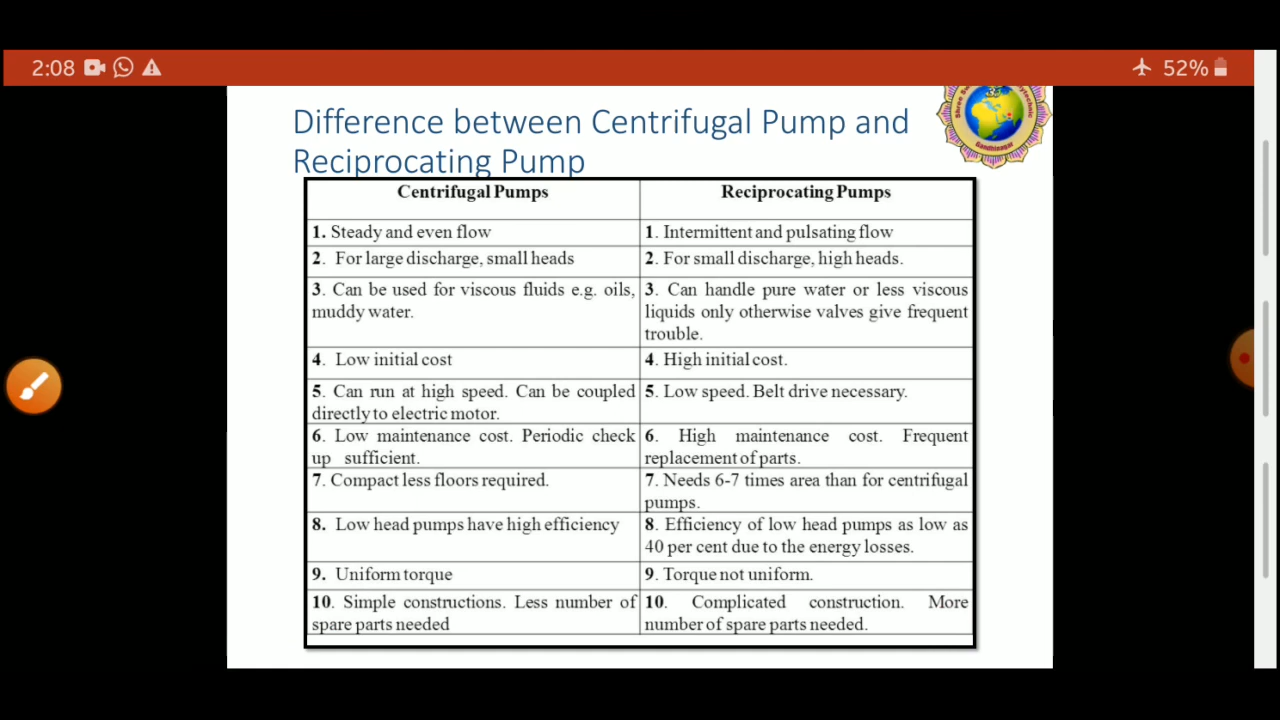 2:08
52%
Difference between Centrifugal Pump and
Reciprocating Pump
Gandhinagar
Centrifugal Pumps
Reciprocating Pumps
1. Steady and even flow
1. Intermittent and pulsating flow
2. For large discharge, small heads
2. For small discharge, high heads.
3. Can be used for viscous fluids e.g. oils,
muddy water.
3. Can handle pure water or less viscous
liquids only otherwise valves give frequent
trouble.
4. Low initial cost
4. High initial cost.
5. Can run at high speed. Can be coupled
directly to electric motor.
5. Low speed. Belt drive necessary.
6. Low maintenance cost. Periodic check
up sufficient.
6. High maintenance cost. Frequent
replacement of parts.
7. Compact less floors required.
7. Needs 6-7 times area than for centrifugal
pumps.
8. Low head pumps have high efficiency
8. Efficiency of low head pumps as low as
40 per cent due to the energy losses.
9. Uniform torque
9. Torque not uniform.
10. Simple constructions. Less number of
spare parts needed
10. Complicated construction. More
number of spare parts needed.